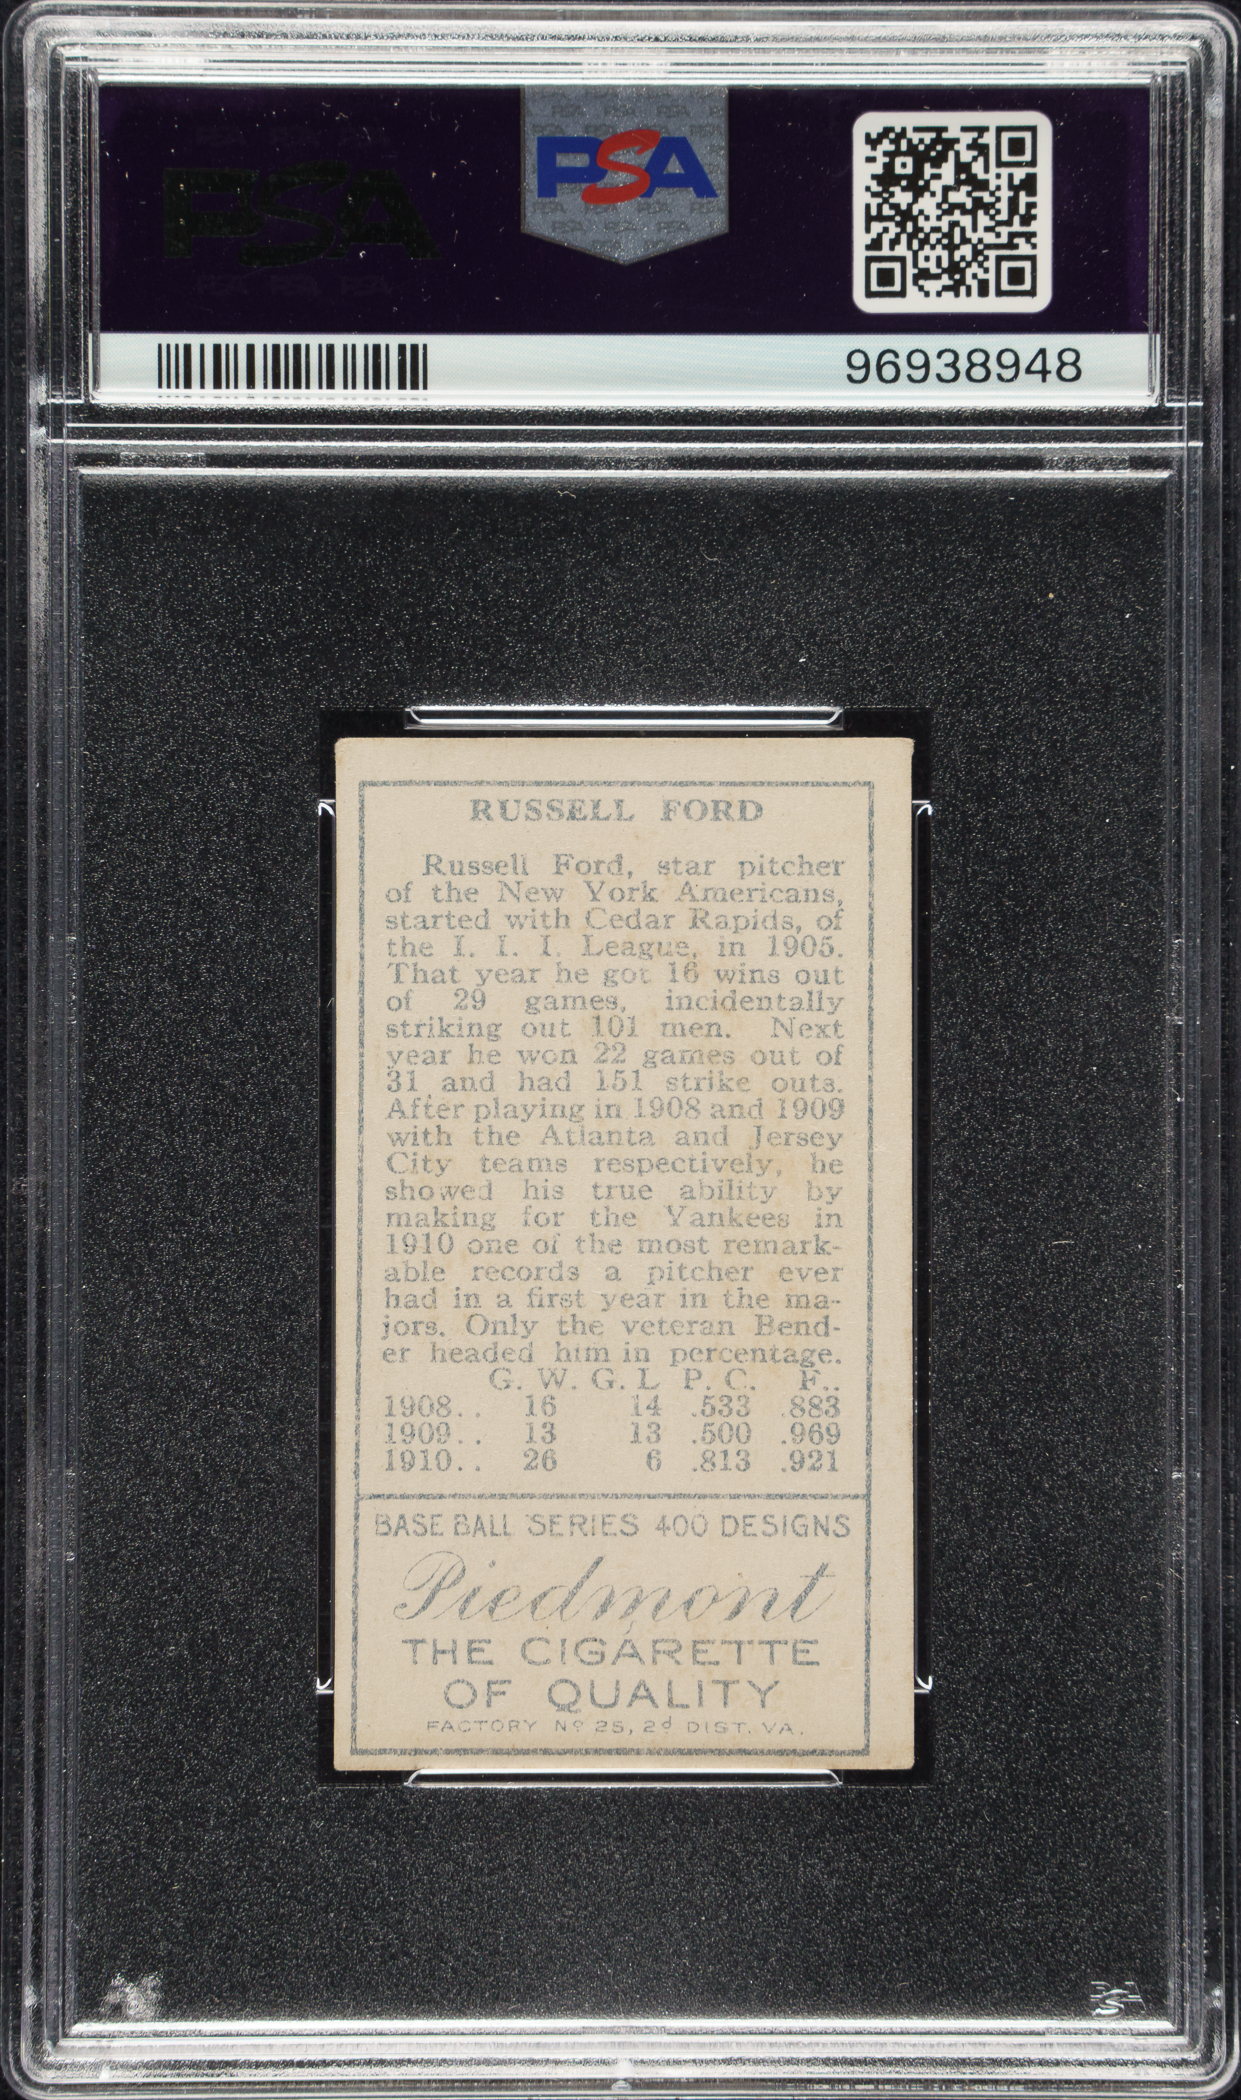 PSA
PSA
96938948
RUSSELL FORD
Russell Ford, star pitcher
of the New York Americans,
started with Cedar Rapids, of
the I. I. I. League, in 1905.
That year he got 16 wins out
of 29 games, incidentally
striking out 101 men. Next
year he won 22 games out of
31 and had 151 strike outs.
After playing in 1908 and 1909
with the Atlanta and Jersey
City teams respectively, he
showed his true ability by
making for the Yankees in
1910 one of the most remark-
able records a pitcher ever
had in a first year in the ma-
jors. Only the veteran Bend-
er headed him in percentage.
G. W. G. L P. C. F..
1908.. 16 14 .533 .883
1909.. 13 13 .500 .969
1910.. 26 6 .813 .921
BASE BALL SERIES 400 DESIGNS
Piedmont
THE CIGARETTE
OF QUALITY
FACTORY Nº 25, 2d DIST. VA.
PSA